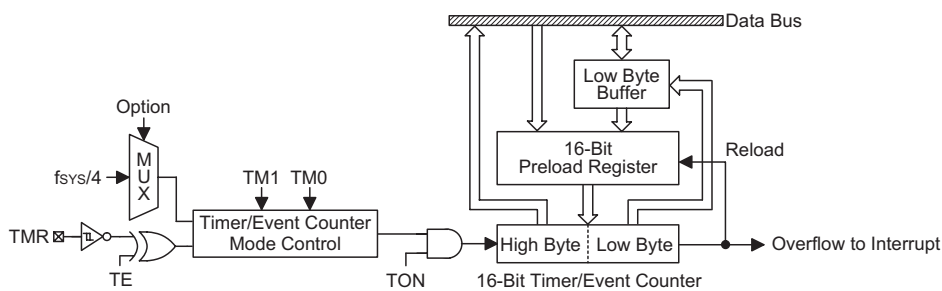 Data Bus
Low Byte
Buffer
Option
MUX
fSYS/4
16-Bit
Preload Register
Reload
TM1
TM0
TMR
Timer/Event Counter
Mode Control
TE
TON
High Byte
Low Byte
Overflow to Interrupt
16-Bit Timer/Event Counter